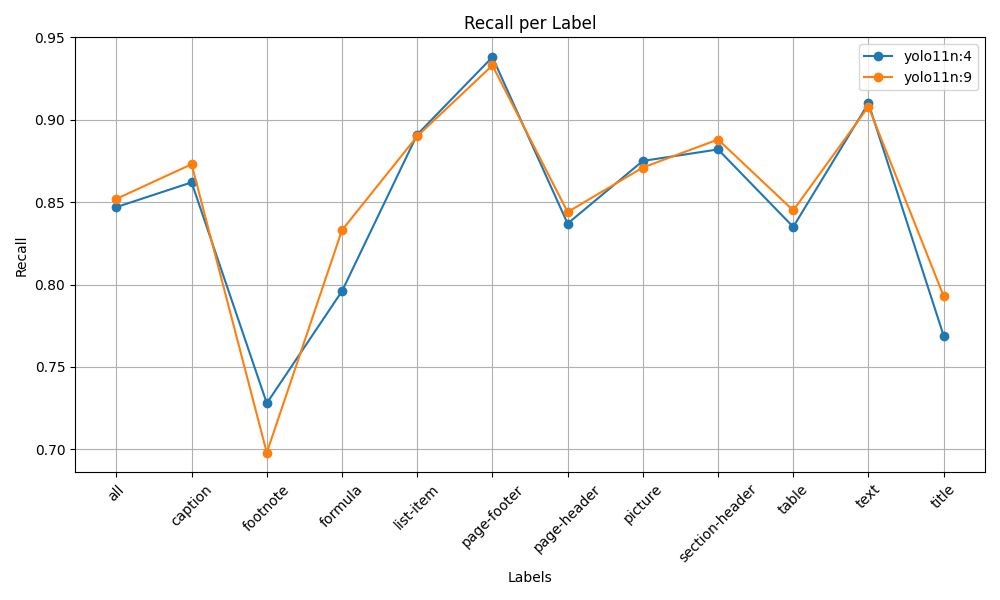 Recall per Label
yolo11n:4
yolo11n:9
Recall
0.95
0.90
0.85
0.80
0.75
0.70
all
caption
footnote
formula
list-item
page-footer
page-header
picture
section-header
table
text
title
Labels